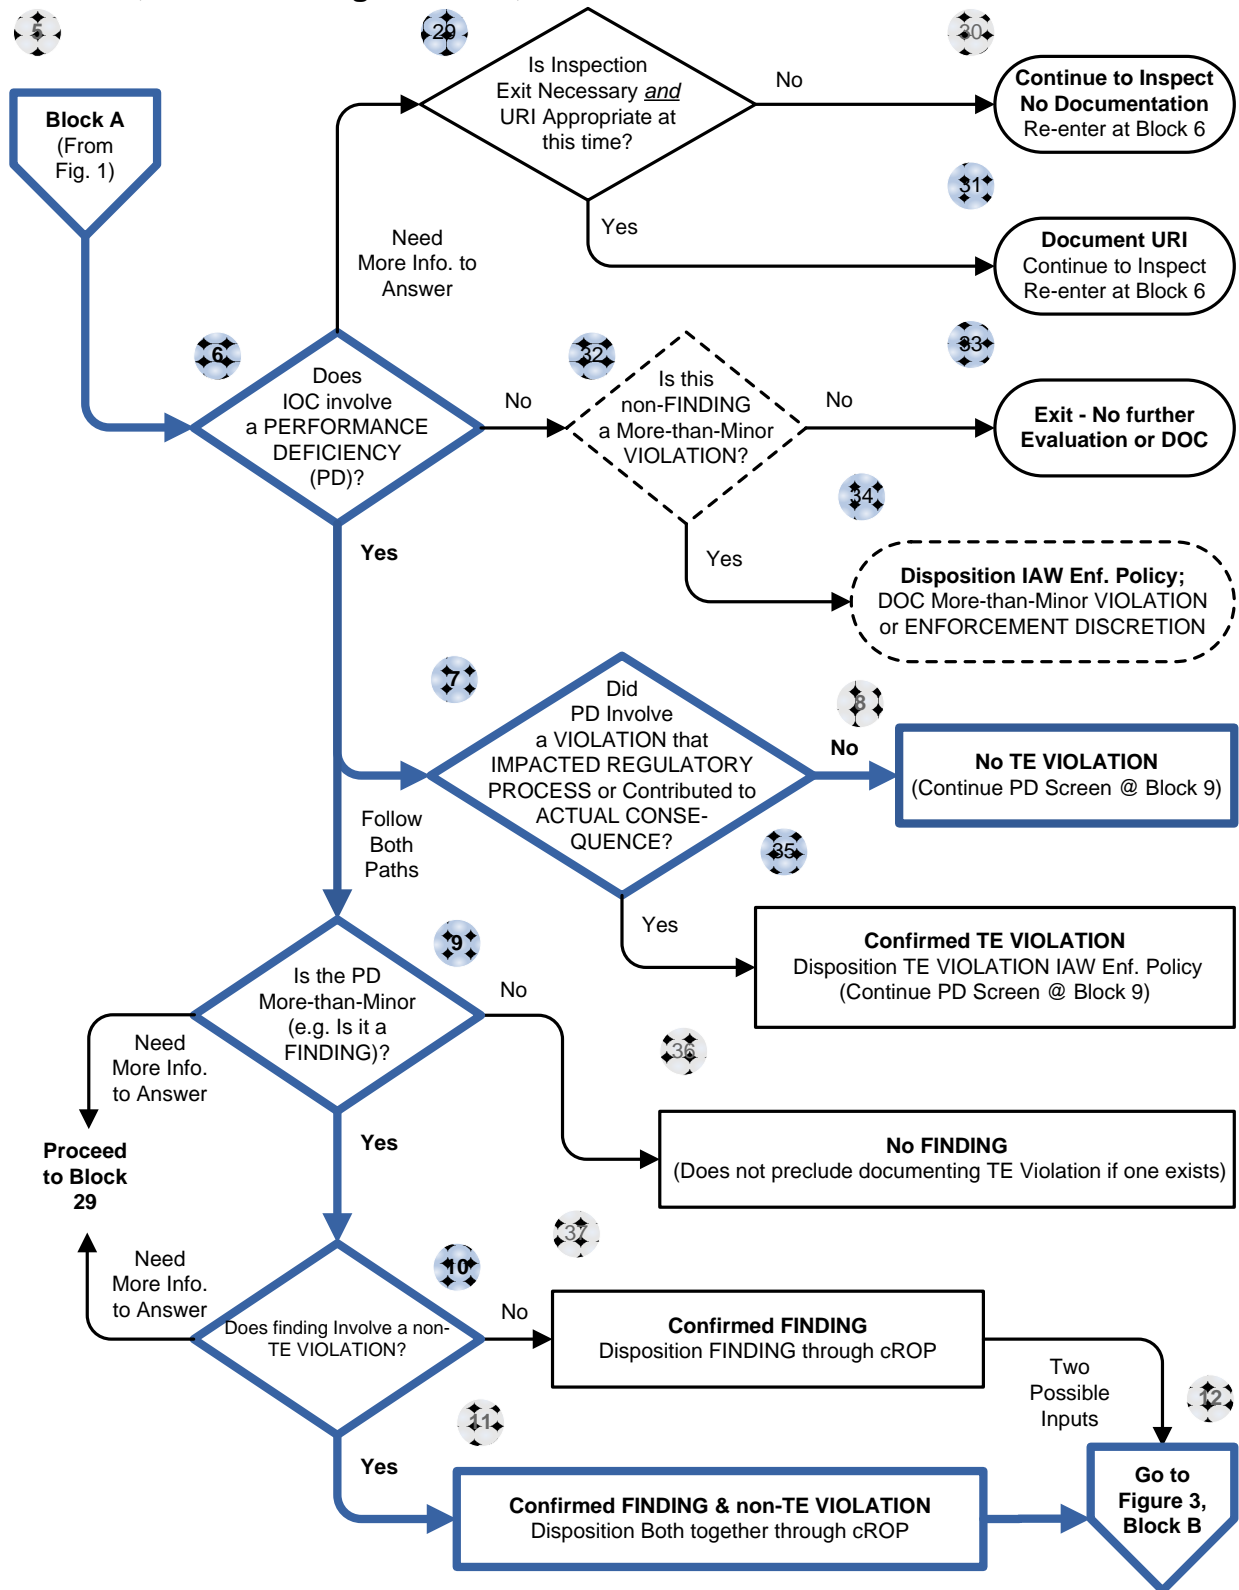 5
29
30
Block A
(From
Fig. 1)
Is Inspection
Exit Necessary and
URI Appropriate at
this time?
No
Continue to Inspect
No Documentation
Re-enter at Block 6
31
Yes
Need
More Info. to
Answer
Document URI
Continue to Inspect
Re-enter at Block 6
6
32
33
Does
IOC involve
a PERFORMANCE
DEFICIENCY
(PD)?
No
Is this
non-FINDING
a More-than-Minor
VIOLATION?
No
Exit - No further
Evaluation or DOC
34
Yes
Yes
Disposition IAW Enf. Policy;
DOC More-than-Minor VIOLATION
or ENFORCEMENT DISCRETION
7
8
Did
PD Involve
a VIOLATION that
IMPACTED REGULATORY
PROCESS or Contributed to
ACTUAL CONSE-
QUENCE?
No
No TE VIOLATION
(Continue PD Screen @ Block 9)
Follow
Both
Paths
35
Yes
Confirmed TE VIOLATION
Disposition TE VIOLATION IAW Enf. Policy
(Continue PD Screen @ Block 9)
9
Is the PD
More-than-Minor
(e.g. Is it a
FINDING)?
No
Need
More Info.
to Answer
36
Yes
Proceed
to Block
29
No FINDING
(Does not preclude documenting TE Violation if one exists)
37
10
Need
More Info.
to Answer
Does finding Involve a non-
TE VIOLATION?
No
Confirmed FINDING
Disposition FINDING through cROP
Two
Possible
Inputs
12
11
Yes
Confirmed FINDING & non-TE VIOLATION
Disposition Both together through cROP
Go to
Figure 3,
Block B